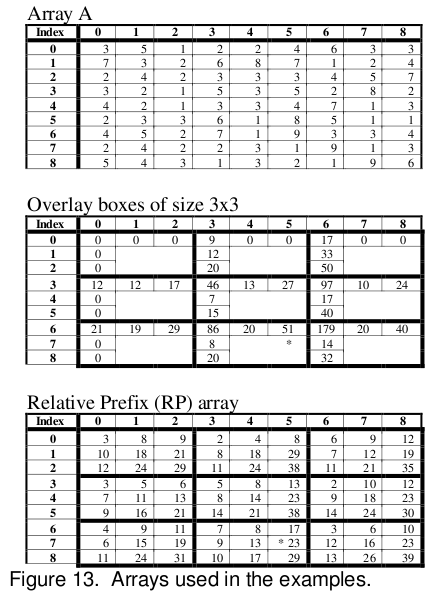 Array A
Index 0 1 2 3 4 5 6 7 8
0 3 5 1 2 2 4 6 3 3
1 7 3 2 6 8 7 1 2 4
2 2 4 2 3 3 3 4 5 7
3 3 2 1 5 3 5 2 8 2
4 4 2 1 3 3 4 7 1 3
5 2 3 3 6 1 8 5 1 1
6 4 5 2 7 1 9 3 3 4
7 2 4 2 2 3 1 9 1 3
8 5 4 3 1 3 2 1 9 6
Overlay boxes of size 3x3
Index 0 1 2 3 4 5 6 7 8
0 0 0 0 9 0 0 17 0 0
1 0 12 33
2 0 20 50
3 12 12 17 46 13 27 97 10 24
4 0 7 17
5 0 15 40
6 21 19 29 86 20 51 179 20 40
7 0 8 * 14
8 0 20 32
Relative Prefix (RP) array
Index 0 1 2 3 4 5 6 7 8
0 3 8 9 2 4 8 6 9 12
1 10 18 21 8 18 29 7 12 19
2 12 24 29 11 24 38 11 21 35
3 3 5 6 5 8 13 2 10 12
4 7 11 13 8 14 23 9 18 23
5 9 16 21 14 21 38 14 24 30
6 4 9 11 7 8 17 3 6 10
7 6 15 19 9 13 * 23 12 16 23
8 11 24 31 10 17 29 13 26 39
Figure 13. Arrays used in the examples.